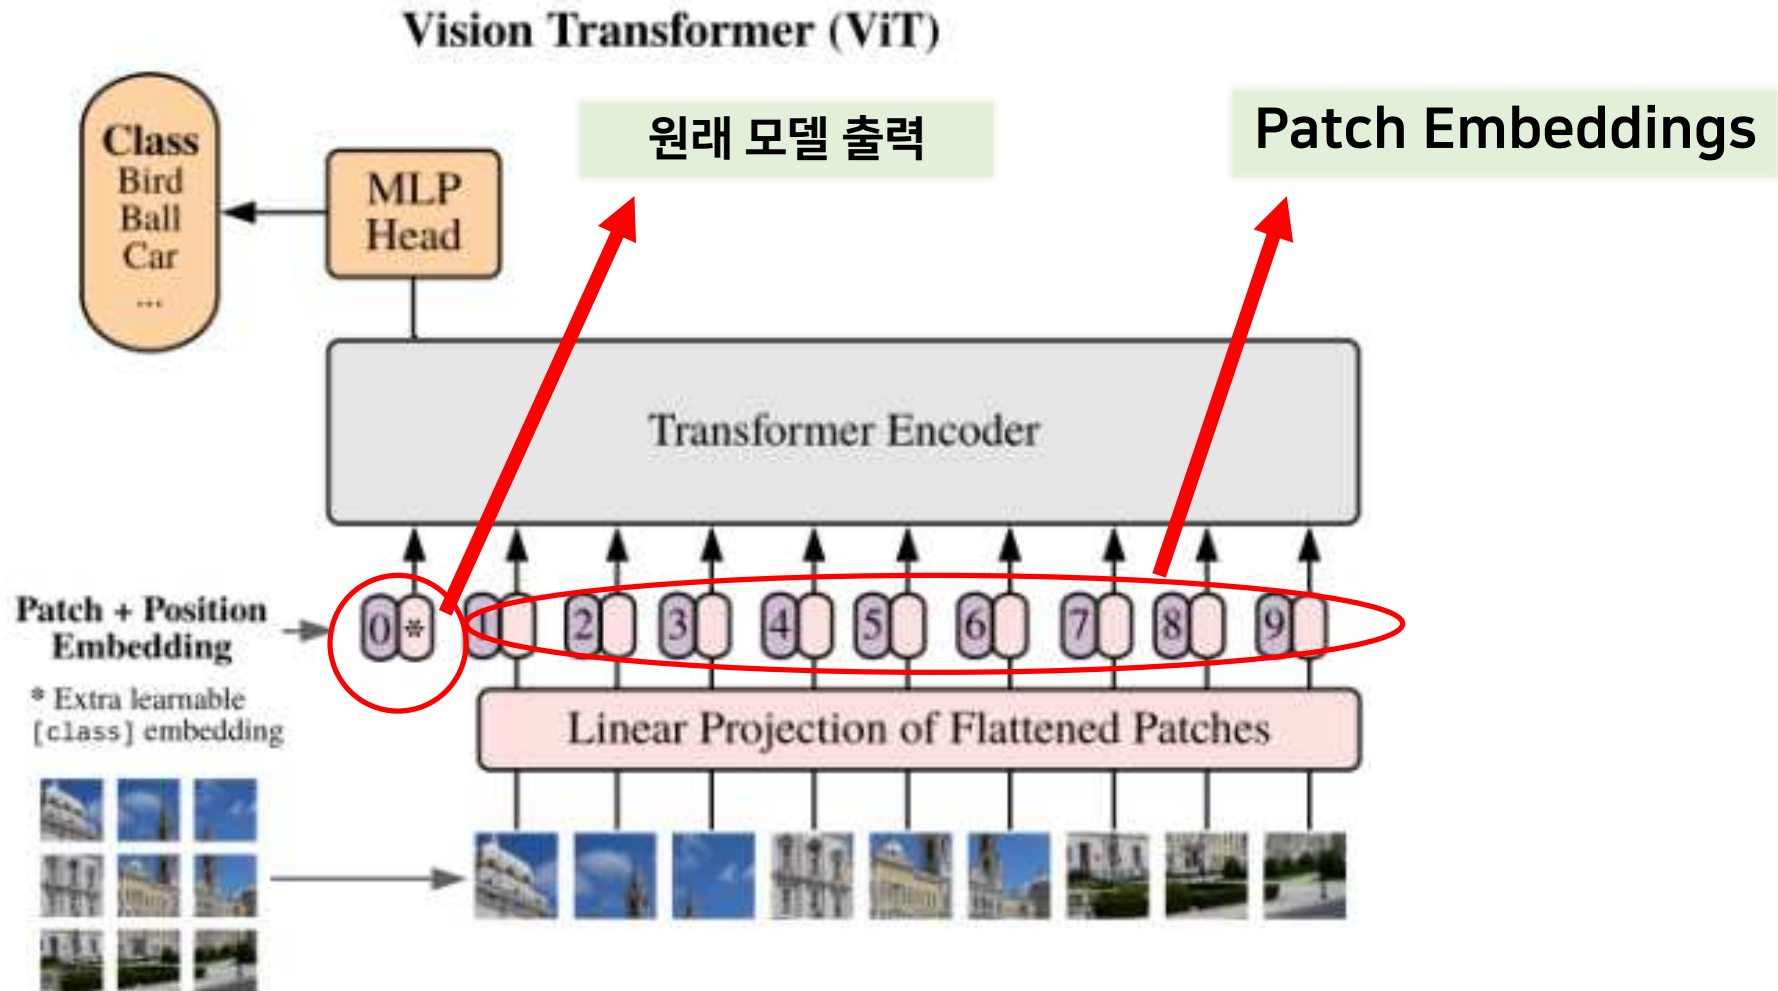 Vision Transformer (ViT)
원래 모델 출력
Patch Embeddings
Class
Bird
Ball
Car
...
MLP
Head
Transformer Encoder
Patch + Position
Embedding
0 * 1 2 3 4 5 6 7 8 9
* Extra learnable
[class] embedding
Linear Projection of Flattened Patches